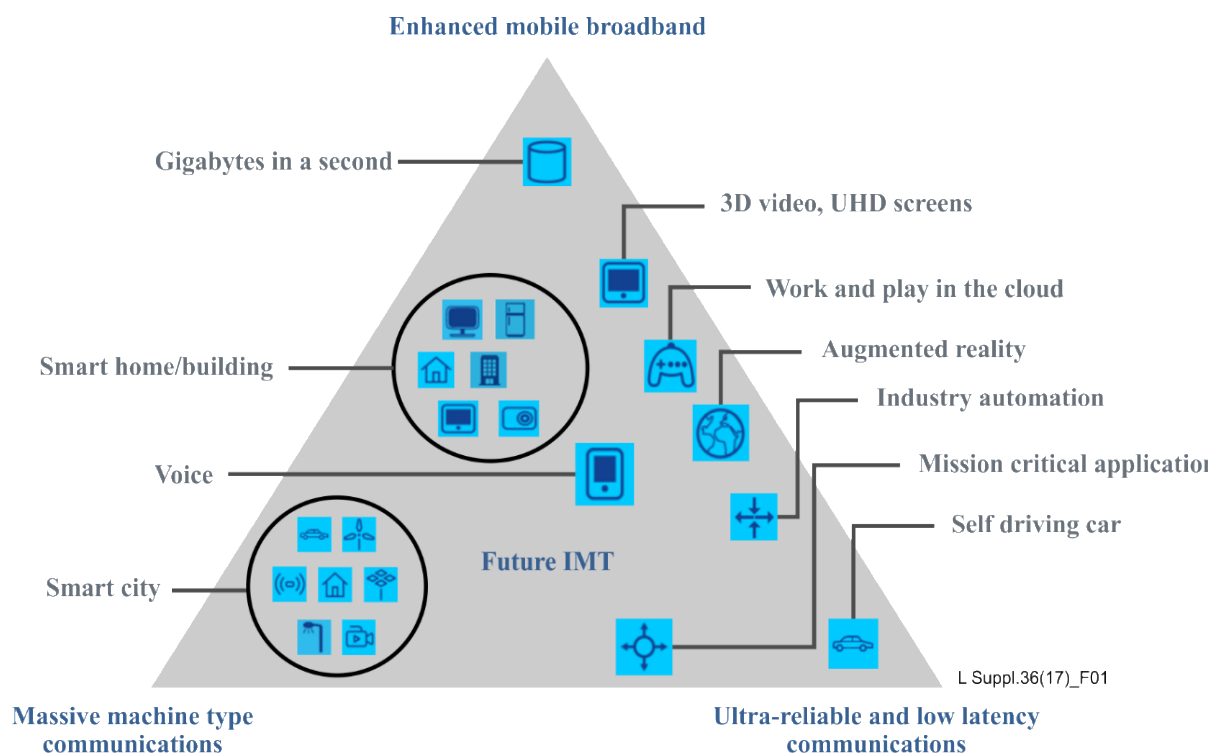 Enhanced mobile broadband
Gigabytes in a second
3D video, UHD screens
Work and play in the cloud
Augmented reality
Smart home/building
Industry automation
Voice
Mission critical
Self driving car
Future IMT
Smart city
L Suppl.36(17)_F01
Massive machine type
communications
Ultra-reliable and low latency
communications